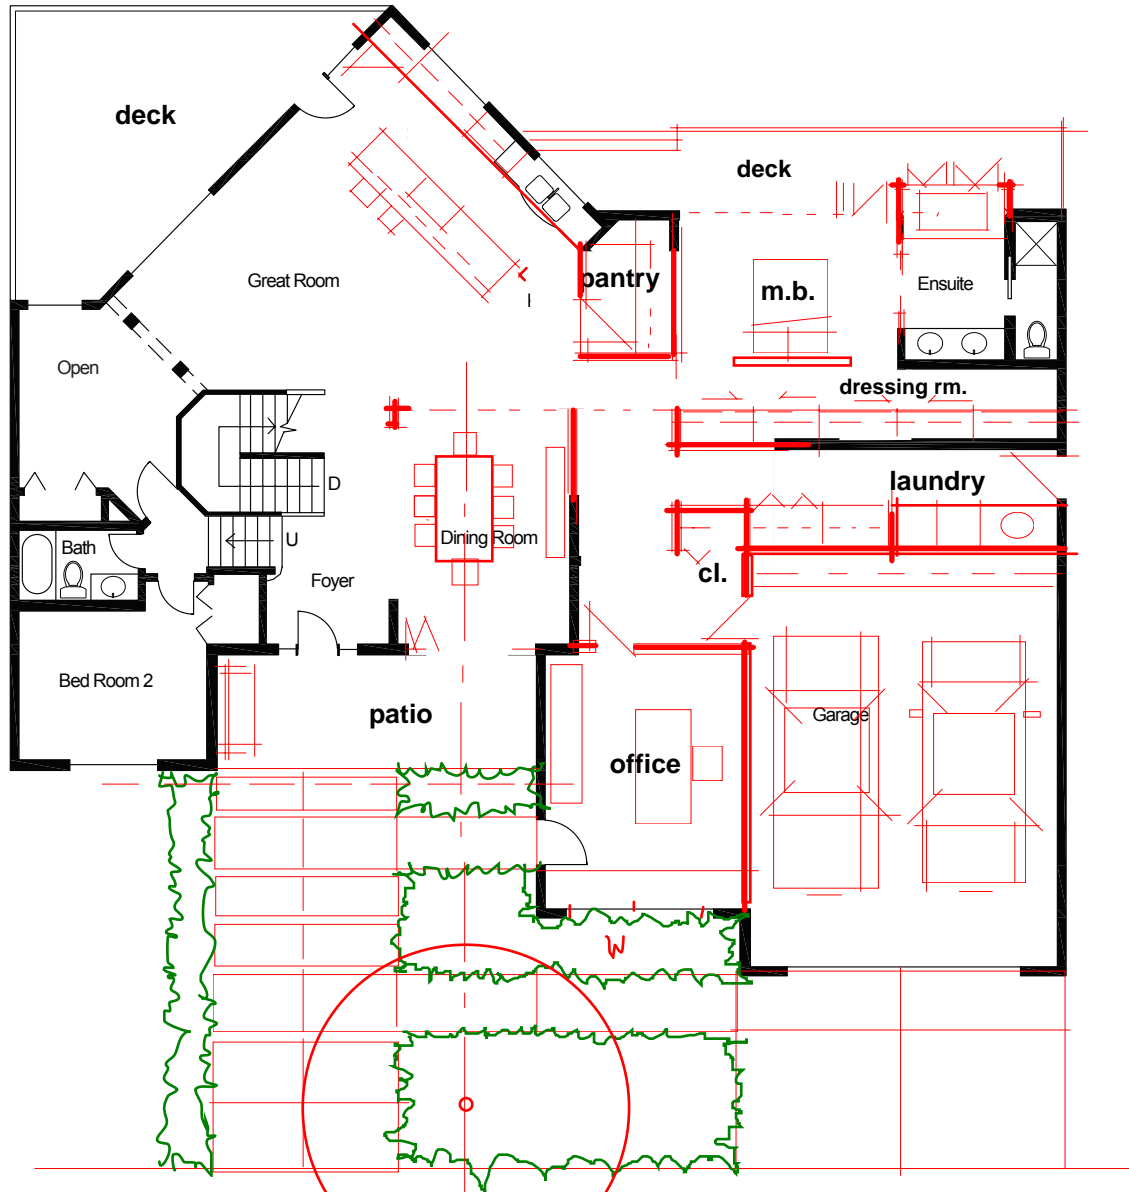 deck
deck
Great Room
pantry
m.b.
Ensuite
Open
dressing rm.
D
laundry
U
Dining Room
Bath
Foyer
cl.
Bed Room 2
patio
Garage
office
W